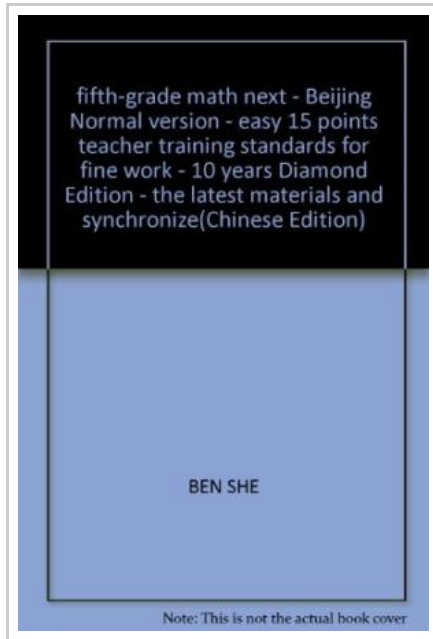 fifth-grade math next - Beijing
Normal version - easy 15 points
teacher training standards for
fine work - 10 years Diamond
Edition - the latest materials and
synchronize(Chinese Edition)
BEN SHE
Note: This is not the actual book cover